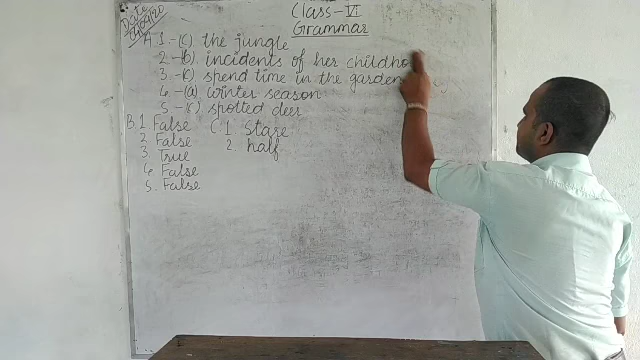 Class-VI
Date
Grammar
A. 1-(c) the jungle
2-(b) incidents of her
3-(c) spend time in the garden
4-(a) winter season
5-(c) spotted deer
B. 1 False
2 False
3. True
4. False
5. False
C 1 Stare
2. half